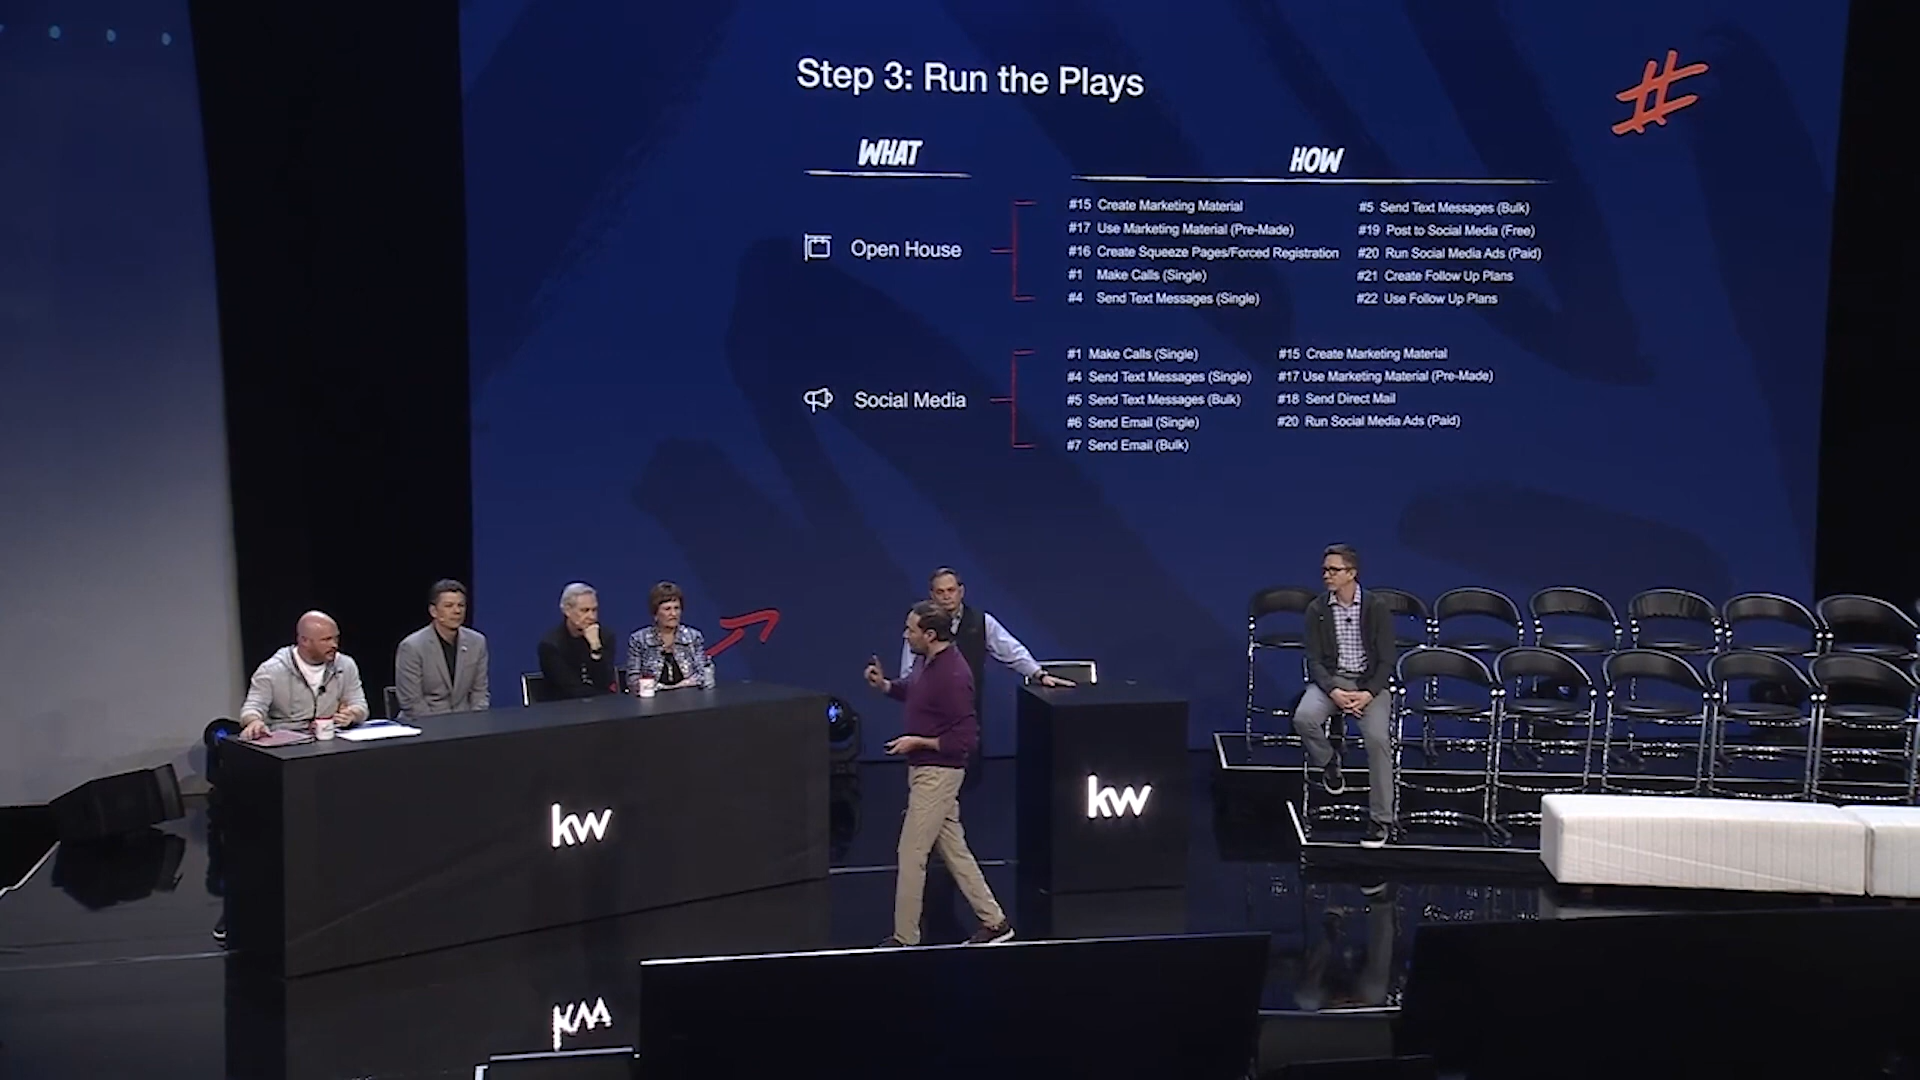 Step 3: Run the Plays
WHAT
HOW
Open House
#15 Create Marketing Material
#17 Use Marketing Material (Pre-Made)
#16 Create Squeeze Pages/Forced Registration
#1 Make Calls (Single)
#4 Send Text Messages (Single)
#5 Send Text Messages (Bulk)
#19 Post to Social Media (Free)
#20 Run Social Media Ads (Paid)
#21 Create Follow Up Plans
#22 Use Follow Up Plans
Social Media
#1 Make Calls (Single)
#4 Send Text Messages (Single)
#5 Send Text Messages (Bulk)
#6 Send Email (Single)
#7 Send Email (Bulk)
#15 Create Marketing Material
#17 Use Marketing Material (Pre-Made)
#18 Send Direct Mail
#20 Run Social Media Ads (Paid)
kw
kw